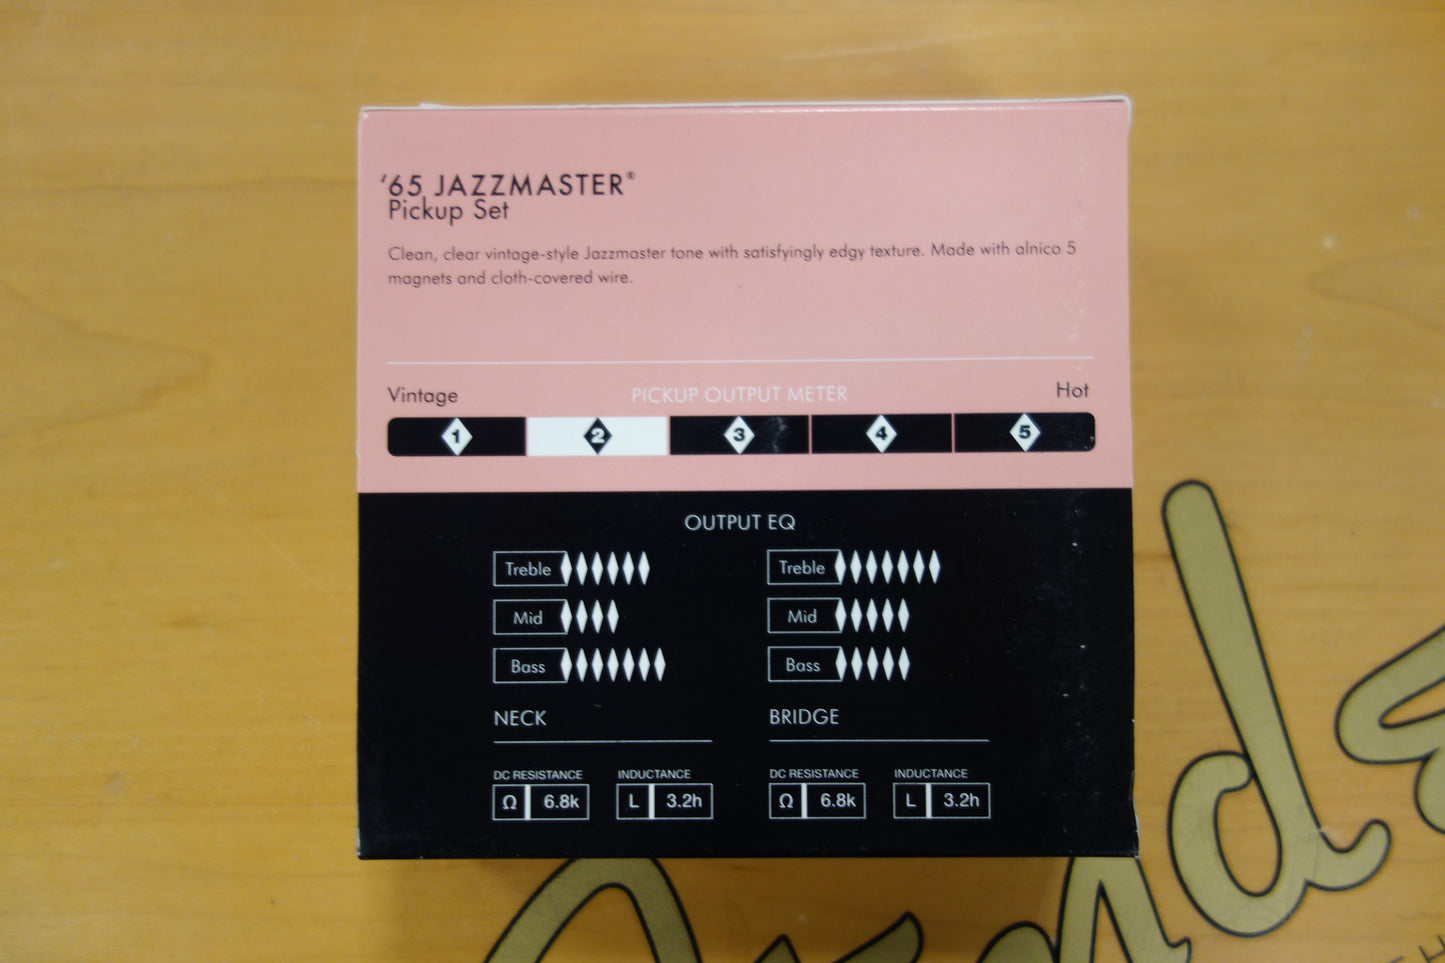 ‘65 JAZZMASTER®
Pickup Set
Clean, clear vintage-style Jazzmaster tone with satisfyingly edgy texture. Made with alnico 5
magnets and cloth-covered wire.
Vintage PICKUP OUTPUT METER Hot
1 2 3 4 5
OUTPUT EQ
Treble Treble
Mid Mid
Bass Bass
NECK BRIDGE
DC RESISTANCE INDUCTANCE DC RESISTANCE INDUCTANCE
Ω 6.8k L 3.2h Ω 6.8k L 3.2h